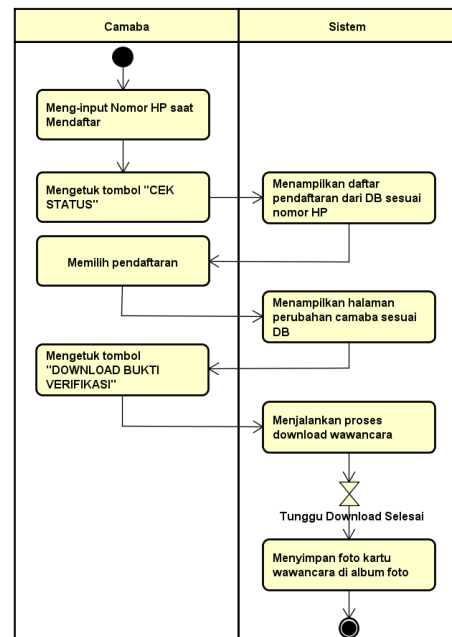 Camaba
Sistem
Meng-input Nomor HP saat
Mendaftar
Mengetuk tombol "CEK
STATUS"
Menampilkan daftar
pendaftaran dari DB sesuai
nomor HP
Memilih pendaftaran
Menampilkan halaman
perubahan camaba sesuai
DB
Mengetuk tombol
"DOWNLOAD BUKTI
VERIFIKASI"
Menjalankan proses
download wawancara
Tunggu Download Selesai
Menyimpan foto kartu
wawancara di album foto